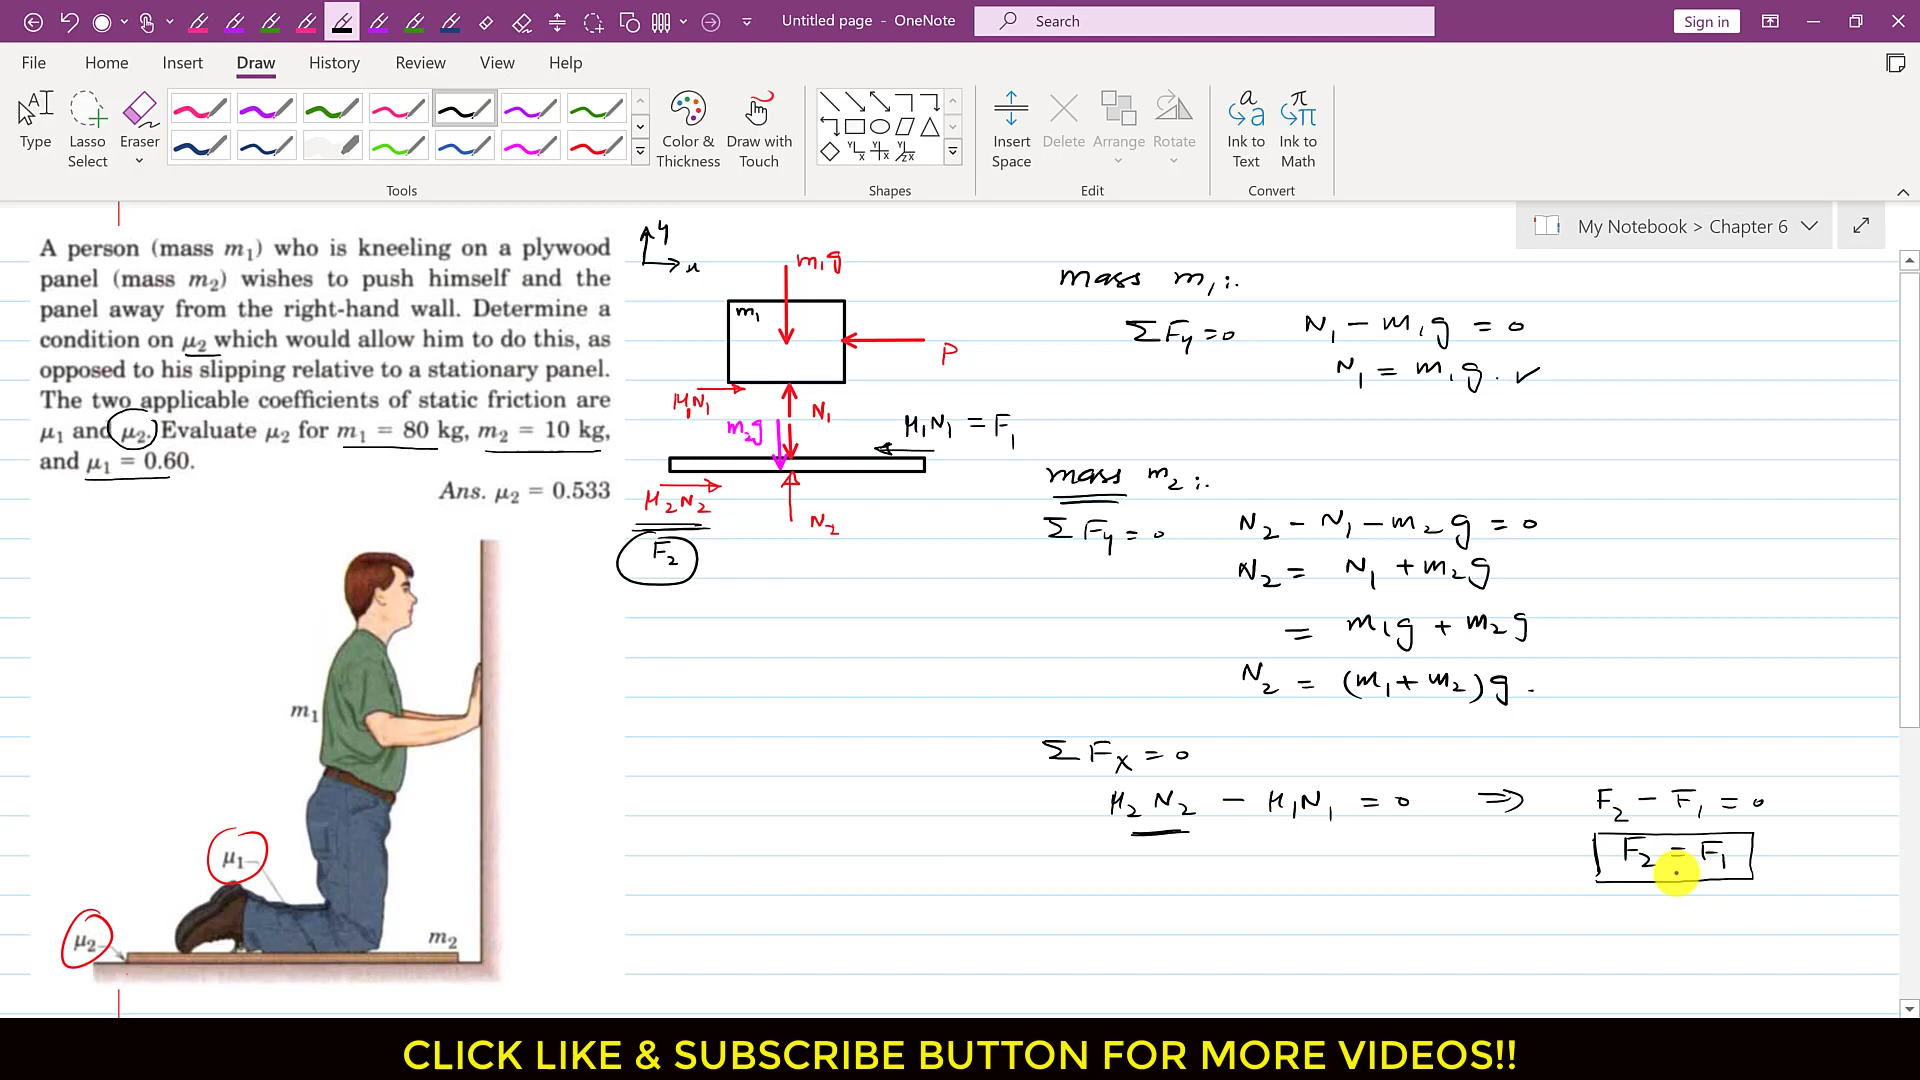 Untitled page - OneNote
Search
Sign in
File Home Insert Draw History Review View Help
Type
Lasso Select
Eraser
Color & Thickness
Draw with Touch
Insert Space
Delete
Arrange
Rotate
Ink to Text
Ink to Math
Tools
Shapes
Edit
Convert
My Notebook > Chapter 6
A person (mass m₁) who is kneeling on a plywood
panel (mass m₂) wishes to push himself and the
panel away from the right-hand wall. Determine a
condition on μ₂ which would allow him to do this, as
opposed to his slipping relative to a stationary panel.
The two applicable coefficients of static friction are
μ₁ and μ₂. Evaluate μ₂ for m₁ = 80 kg, m₂ = 10 kg,
and μ₁ = 0.60.
Ans. μ₂ = 0.533
m₁
μ₁
μ₂
m₂
y
x
m₁g
m₁
P
μ₁N₁
N₁
m₂g
μ₁N₁ = F₁
μ₂N₂
N₂
F₂
mass m₁:.
ΣFy = 0 N₁ - m₁g = 0
N₁ = m₁g. ✓
mass m₂:.
ΣFy = 0 N₂ - N₁ - m₂g = 0
N₂ = N₁ + m₂g
= m₁g + m₂g
N₂ = (m₁ + m₂)g.
ΣFx = 0
μ₂N₂ - μ₁N₁ = 0 ⇒ F₂ - F₁ = 0
F₂ = F₁
CLICK LIKE & SUBSCRIBE BUTTON FOR MORE VIDEOS!!